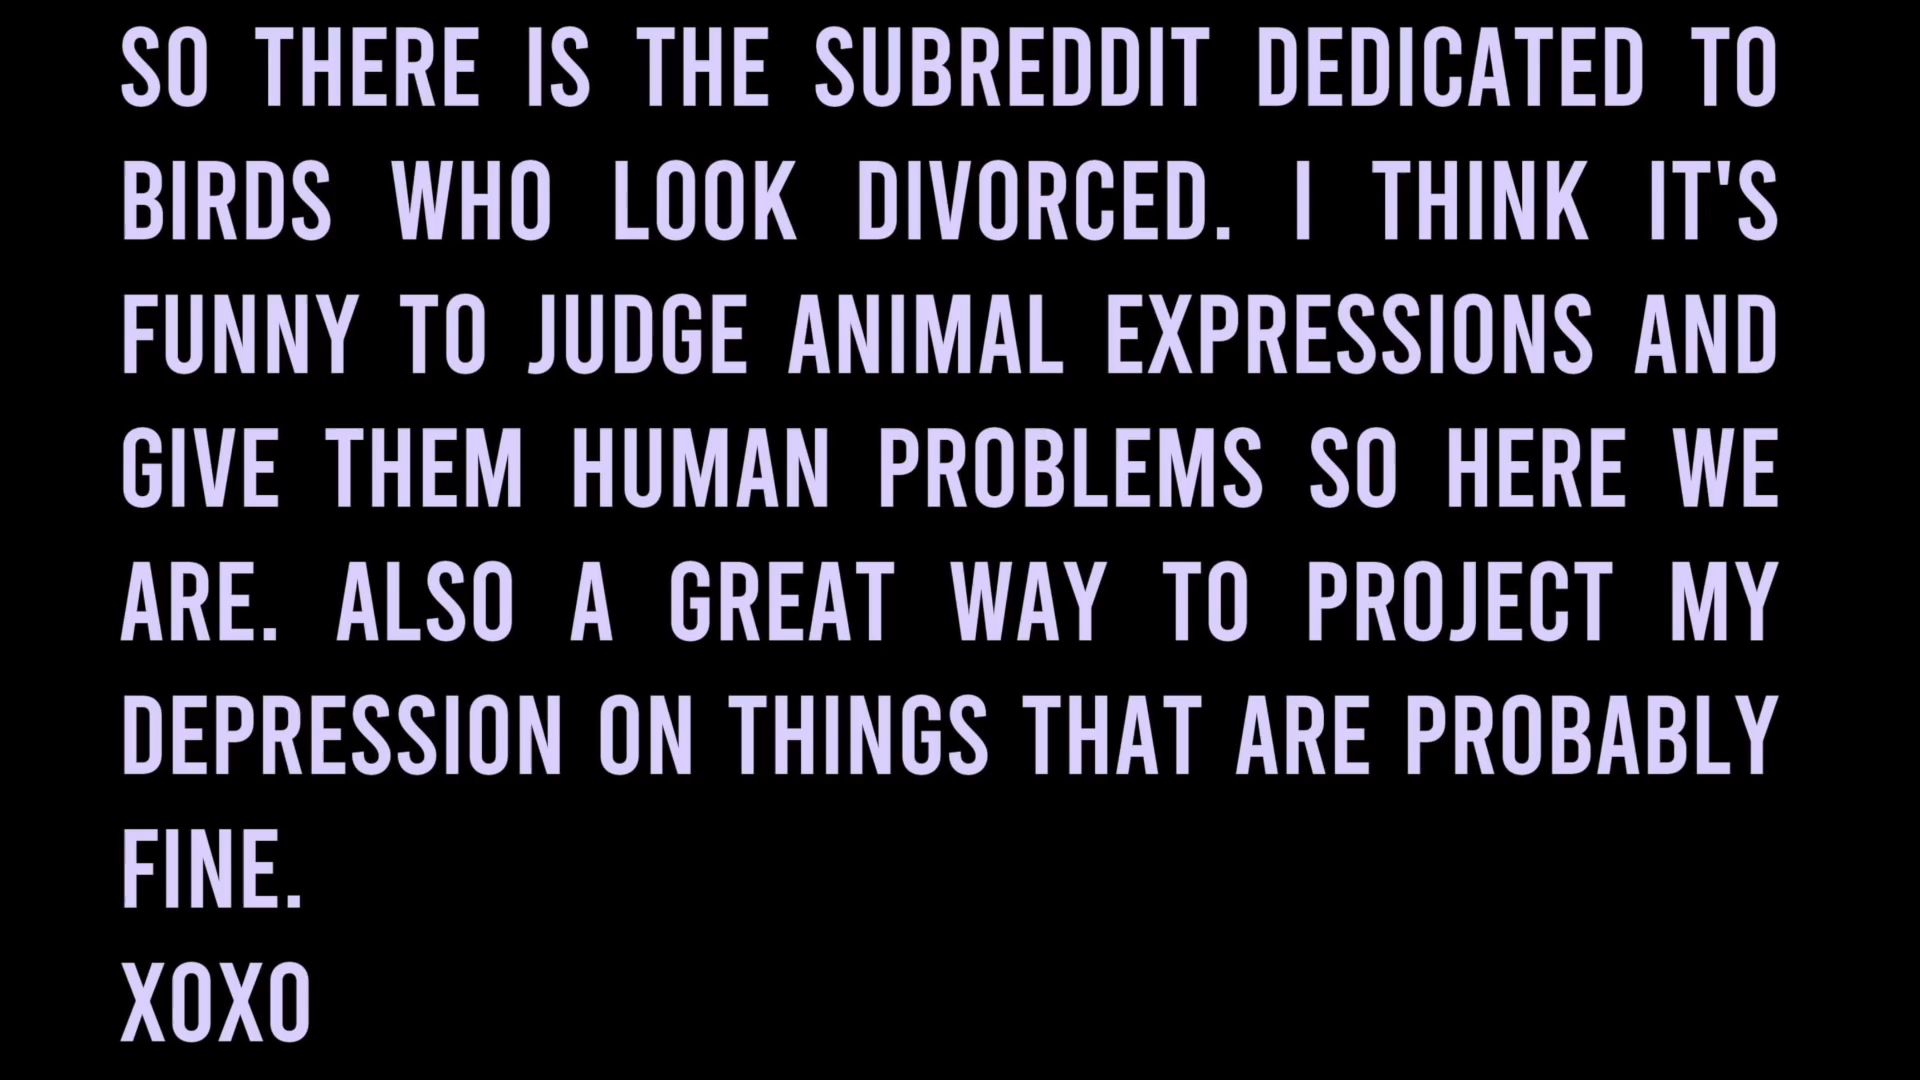 SO THERE IS THE SUBREDDIT DEDICATED TO
BIRDS WHO LOOK DIVORCED. I THINK IT'S
FUNNY TO JUDGE ANIMAL EXPRESSIONS AND
GIVE THEM HUMAN PROBLEMS SO HERE WE
ARE. ALSO A GREAT WAY TO PROJECT MY
DEPRESSION ON THINGS THAT ARE PROBABLY
FINE.
XOXO